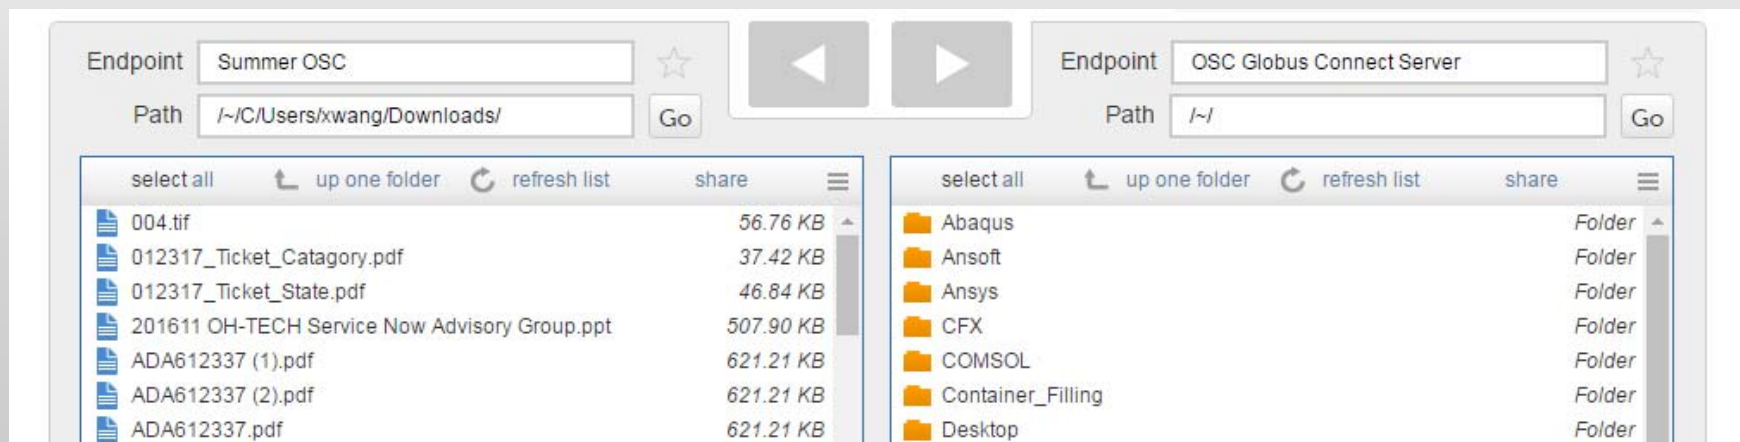 Endpoint Summer OSC Endpoint OSC Globus Connect Server
Path /~/C/Users/xwang/Downloads/ Go Path /~/ Go
select all up one folder refresh list share select all up one folder refresh list share
004.tif 56.76 KB Abaqus Folder
012317_Ticket_Catagory.pdf 37.42 KB Ansoft Folder
012317_Ticket_State.pdf 46.84 KB Ansys Folder
201611 OH-TECH Service Now Advisory Group.ppt 507.90 KB CFX Folder
ADA612337 (1).pdf 621.21 KB COMSOL Folder
ADA612337 (2).pdf 621.21 KB Container_Filling Folder
ADA612337.pdf 621.21 KB Desktop Folder